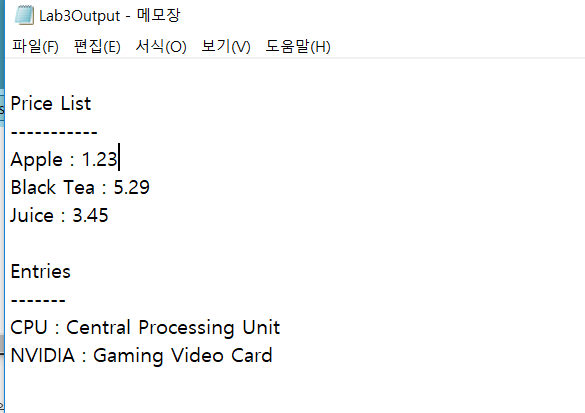 Lab3Output - 메모장
파일(F) 편집(E) 서식(O) 보기(V) 도움말(H)
Price List
-----------
Apple : 1.23
Black Tea : 5.29
Juice : 3.45
Entries
-------
CPU : Central Processing Unit
NVIDIA : Gaming Video Card